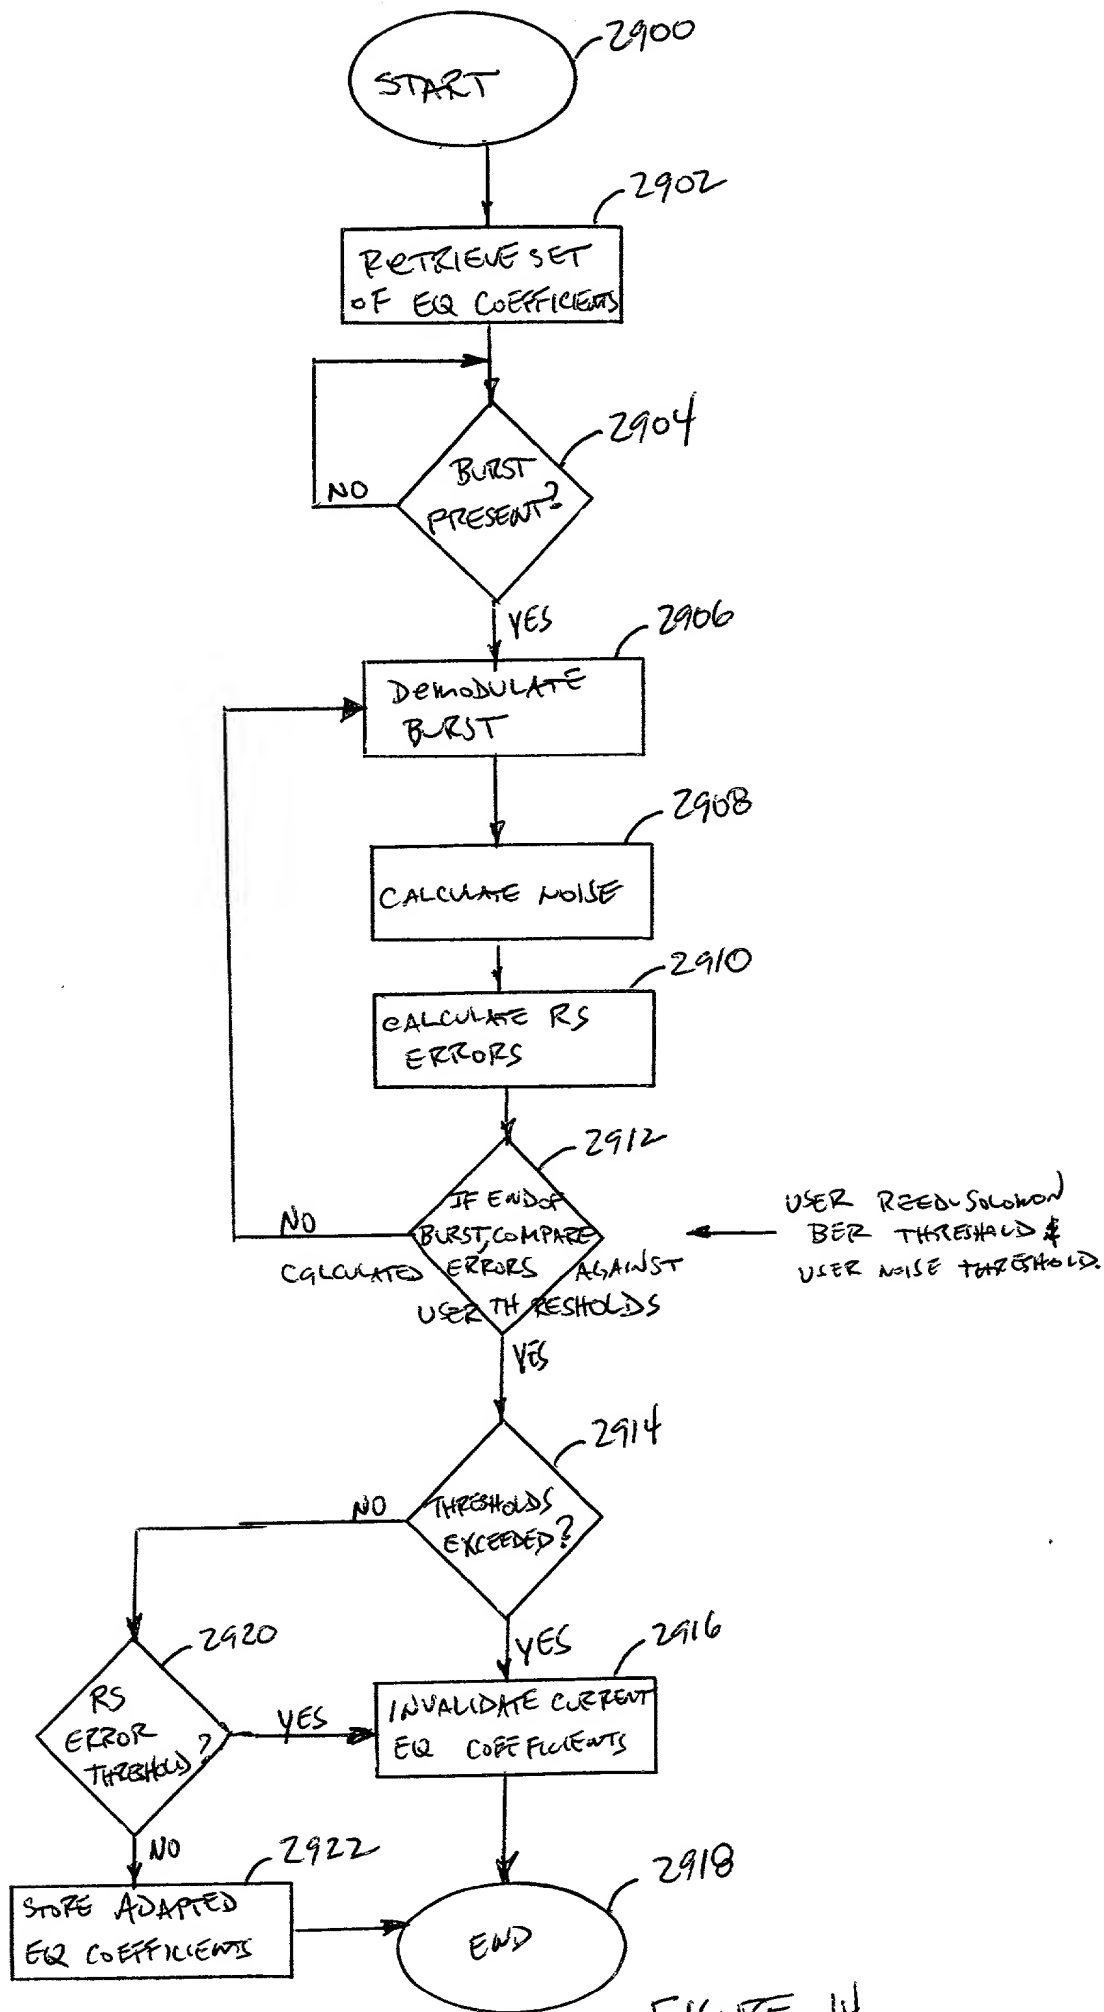 2900
START
2902
RETRIEVE SET
OF EQ COEFFICIENTS
2904
BURST
PRESENT?
NO
YES
2906
DEMODULATE
BURST
2908
CALCULATE NOISE
2910
CALCULATE RS
ERRORS
2912
IF END OF
BURST, COMPARE
CALCULATED ERRORS AGAINST
USER THRESHOLDS
NO
USER REED-SOLOMON
BER THRESHOLD &
USER NOISE THRESHOLD.
YES
2914
THRESHOLDS
EXCEEDED?
NO
YES
2920
RS
ERROR
THRESHOLD?
YES
2916
INVALIDATE CURRENT
EQ COEFFICIENTS
NO
2922
STORE ADAPTED
EQ COEFFICIENTS
2918
END
FIGURE